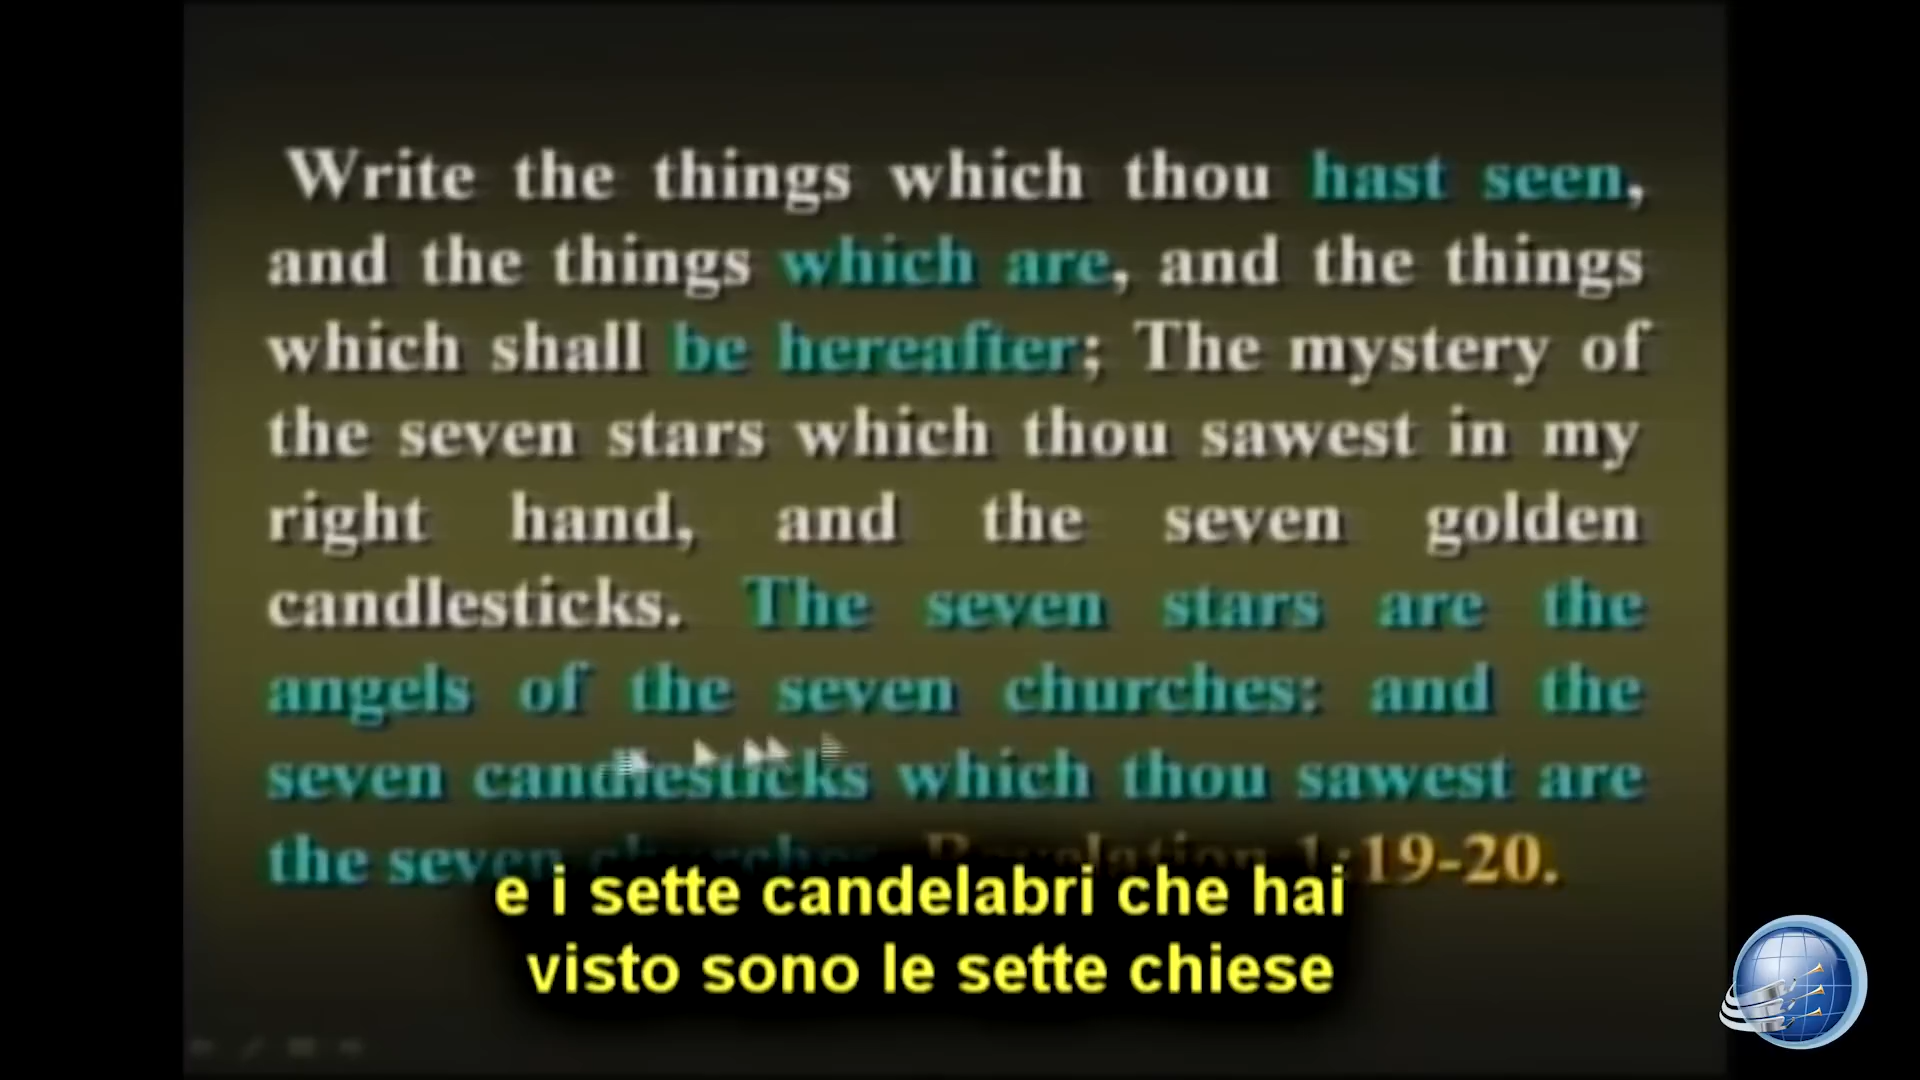 Write the things which thou hast seen,
and the things which are, and the things
which shall be hereafter; The mystery of
the seven stars which thou sawest in my
right hand, and the seven golden
candlesticks. The seven stars are the
angels of the seven churches: and the
seven candlesticks which thou sawest are
the seven churches. Revelation 1:19-20.
e i sette candelabri che hai
visto sono le sette chiese